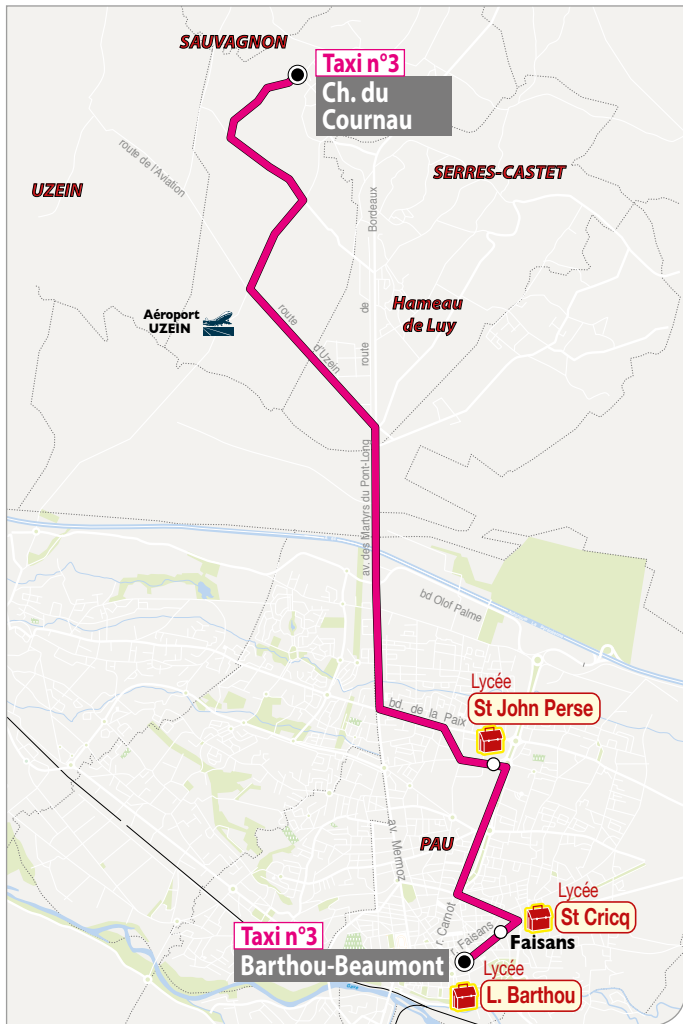 SAUVAGNON
Taxi n°3
Ch. du
Cournau
route de l'Aviation
UZEIN
SERRES-CASTET
route de Bordeaux
Hameau
de Luy
Aéroport
UZEIN
route d'Uzein
av. des Martyrs du Pont-Long
bd Olof Palme
Lycée
St John Perse
bd. de la Paix
PAU
av. Mermoz
r. Carnot
r. Faisans
Lycée
St Cricq
Faisans
Taxi n°3
Barthou-Beaumont
Lycée
L. Barthou